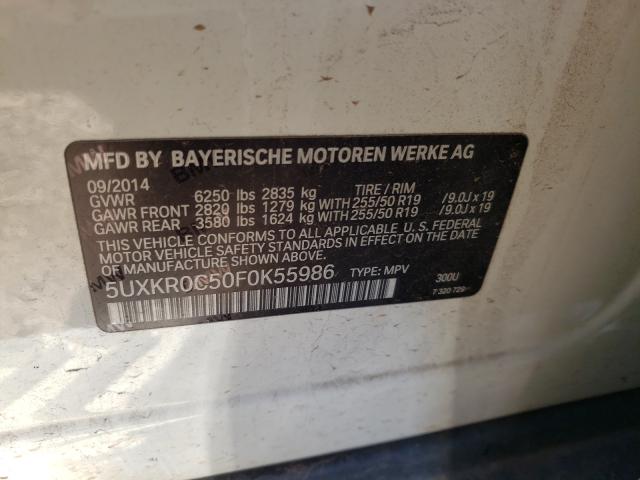 MFD BY BAYERISCHE MOTOREN WERKE AG
09/2014 TIRE / RIM
GVWR 6250 lbs 2835 kg
GAWR FRONT 2820 lbs 1279 kg WITH 255/50 R19 /9.0J x 19
GAWR REAR 3580 lbs 1624 kg WITH 255/50 R19 /9.0J x 19
THIS VEHICLE CONFORMS TO ALL APPLICABLE U. S. FEDERAL
MOTOR VEHICLE SAFETY STANDARDS IN EFFECT ON THE DATE
OF MANUFACTURE SHOWN ABOVE.
5UXKR0C50F0K55986 TYPE: MPV 300U
7 320 729